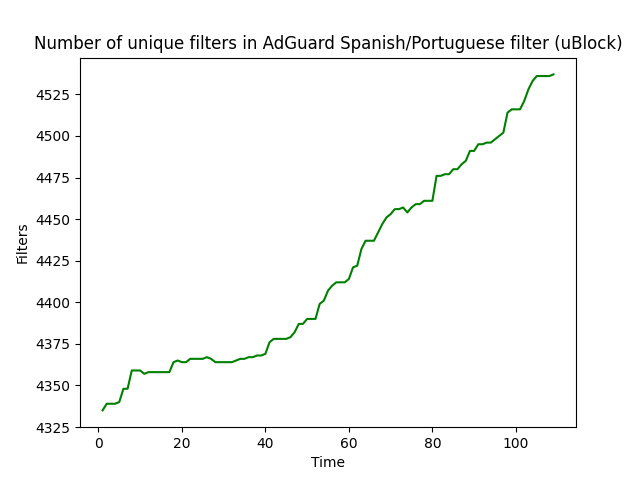 Number of unique filters in AdGuard Spanish/Portuguese filter (uBlock)
4525
4500
4475
4450
4425
4400
4375
4350
4325
Filters
0 20 40 60 80 100
Time